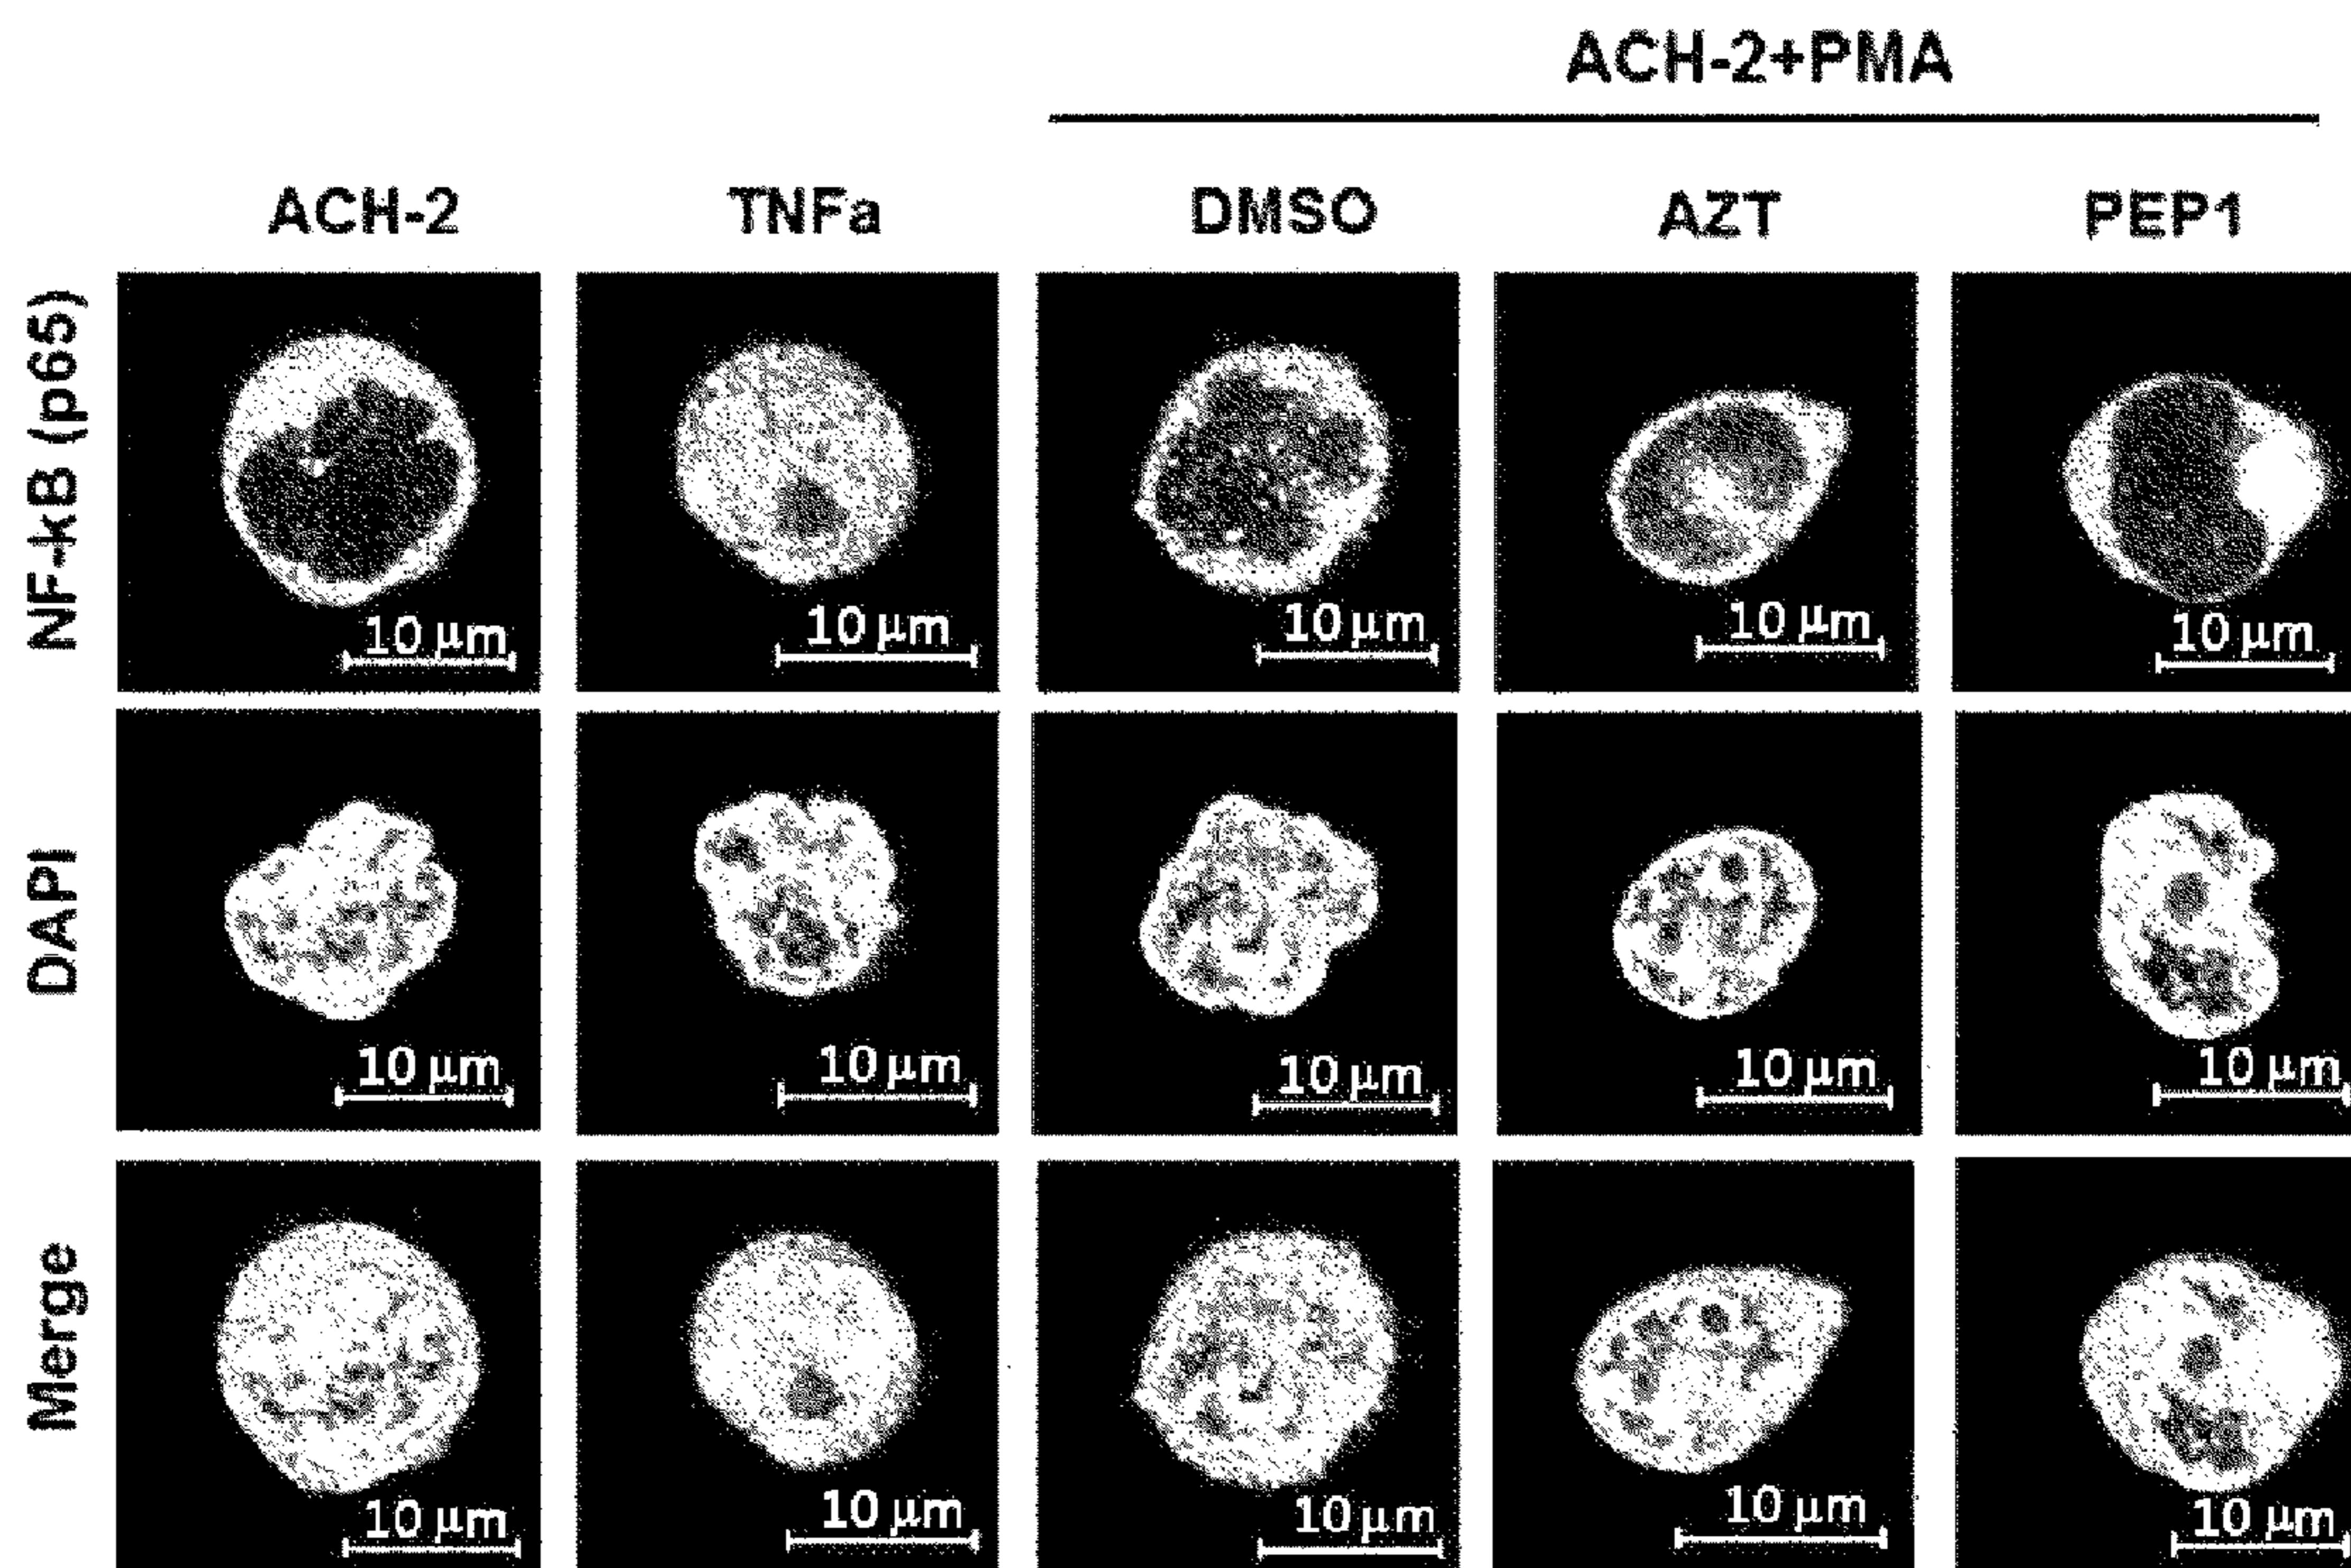 ACH-2+PMA
ACH-2 TNFa DMSO AZT PEP1
NF-kB (p65)
10 µm 10 µm 10 µm 10 µm 10 µm
DAPI
10 µm 10 µm 10 µm 10 µm 10 µm
Merge
10 µm 10 µm 10 µm 10 µm 10 µm